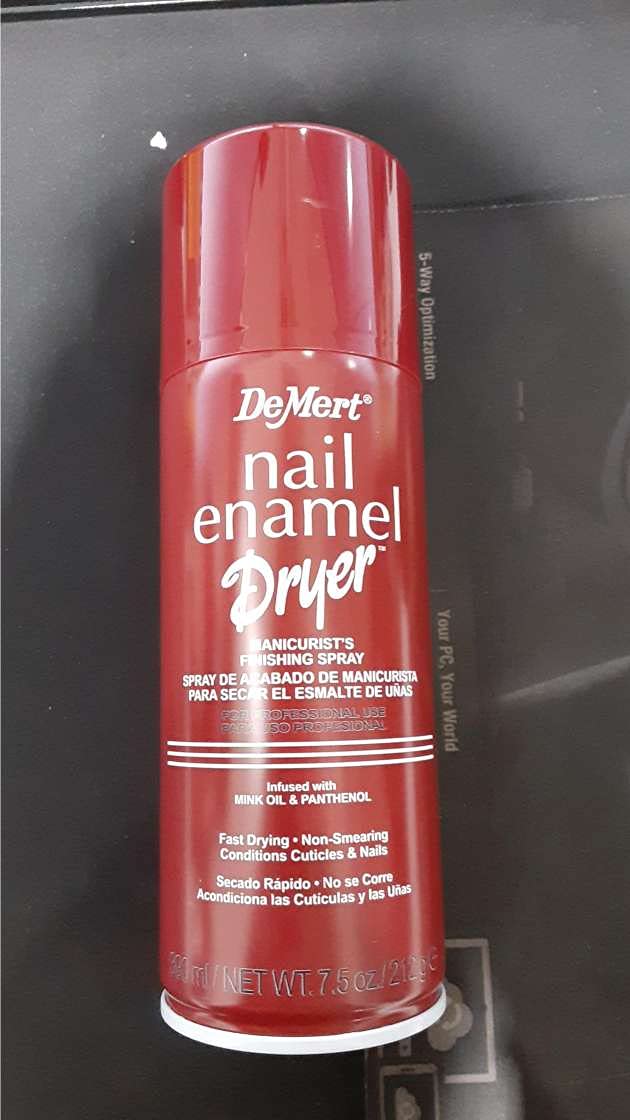 DeMert®
nail
enamel
Dryer™
MANICURIST'S
FINISHING SPRAY
SPRAY DE ACABADO DE MANICURISTA
PARA SECAR EL ESMALTE DE UÑAS
FOR PROFESSIONAL USE
PARA USO PROFESIONAL
Infused with
MINK OIL & PANTHENOL
Fast Drying • Non-Smearing
Conditions Cuticles & Nails
Secado Rápido • No se Corre
Acondiciona las Cutículas y las Uñas
ml / NET WT. 7.5 oz./ 212g e
5-Way Optimization
Your PC, Your World